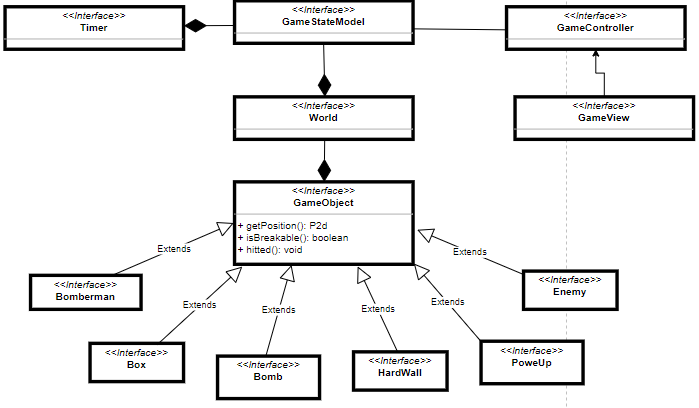 <<Interface>>
Timer
<<Interface>>
GameStateModel
<<Interface>>
GameController
<<Interface>>
World
<<Interface>>
GameView
<<Interface>>
GameObject
+ getPosition(): P2d
+ isBreakable(): boolean
+ hitted(): void
Extends
Extends
Extends
Extends
Extends
Extends
<<Interface>>
Bomberman
<<Interface>>
Enemy
<<Interface>>
Box
<<Interface>>
Bomb
<<Interface>>
HardWall
<<Interface>>
PoweUp